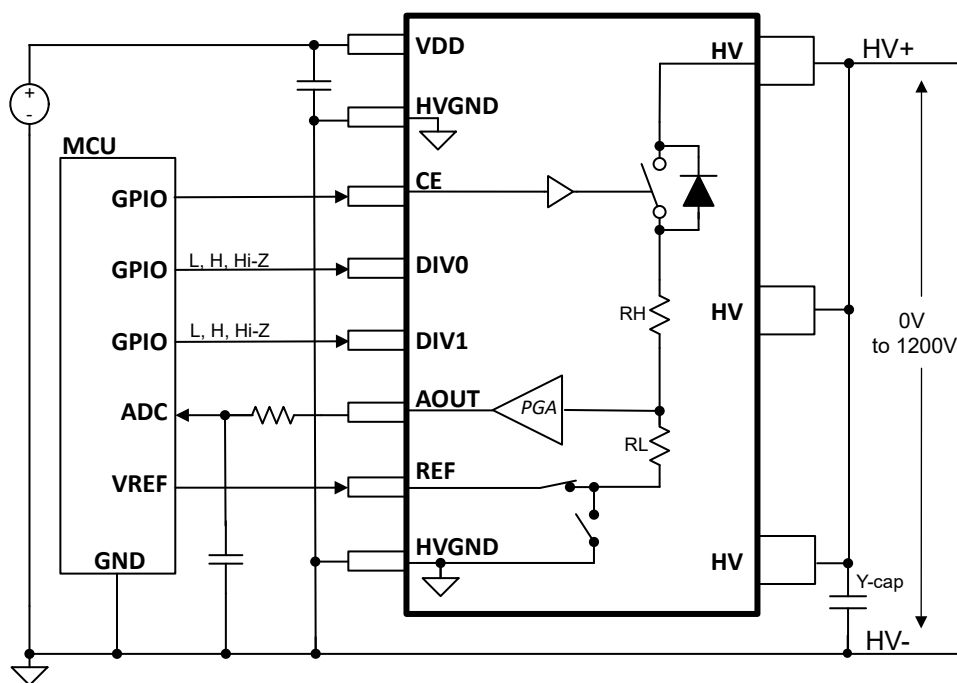 VDD
HV
HV+
+
-
HVGND
MCU
GPIO
CE
GPIO
L, H, Hi-Z
DIV0
RH
HV
0V
to 1200V
GPIO
L, H, Hi-Z
DIV1
ADC
AOUT
PGA
RL
VREF
REF
GND
HVGND
HV
Y-cap
HV-